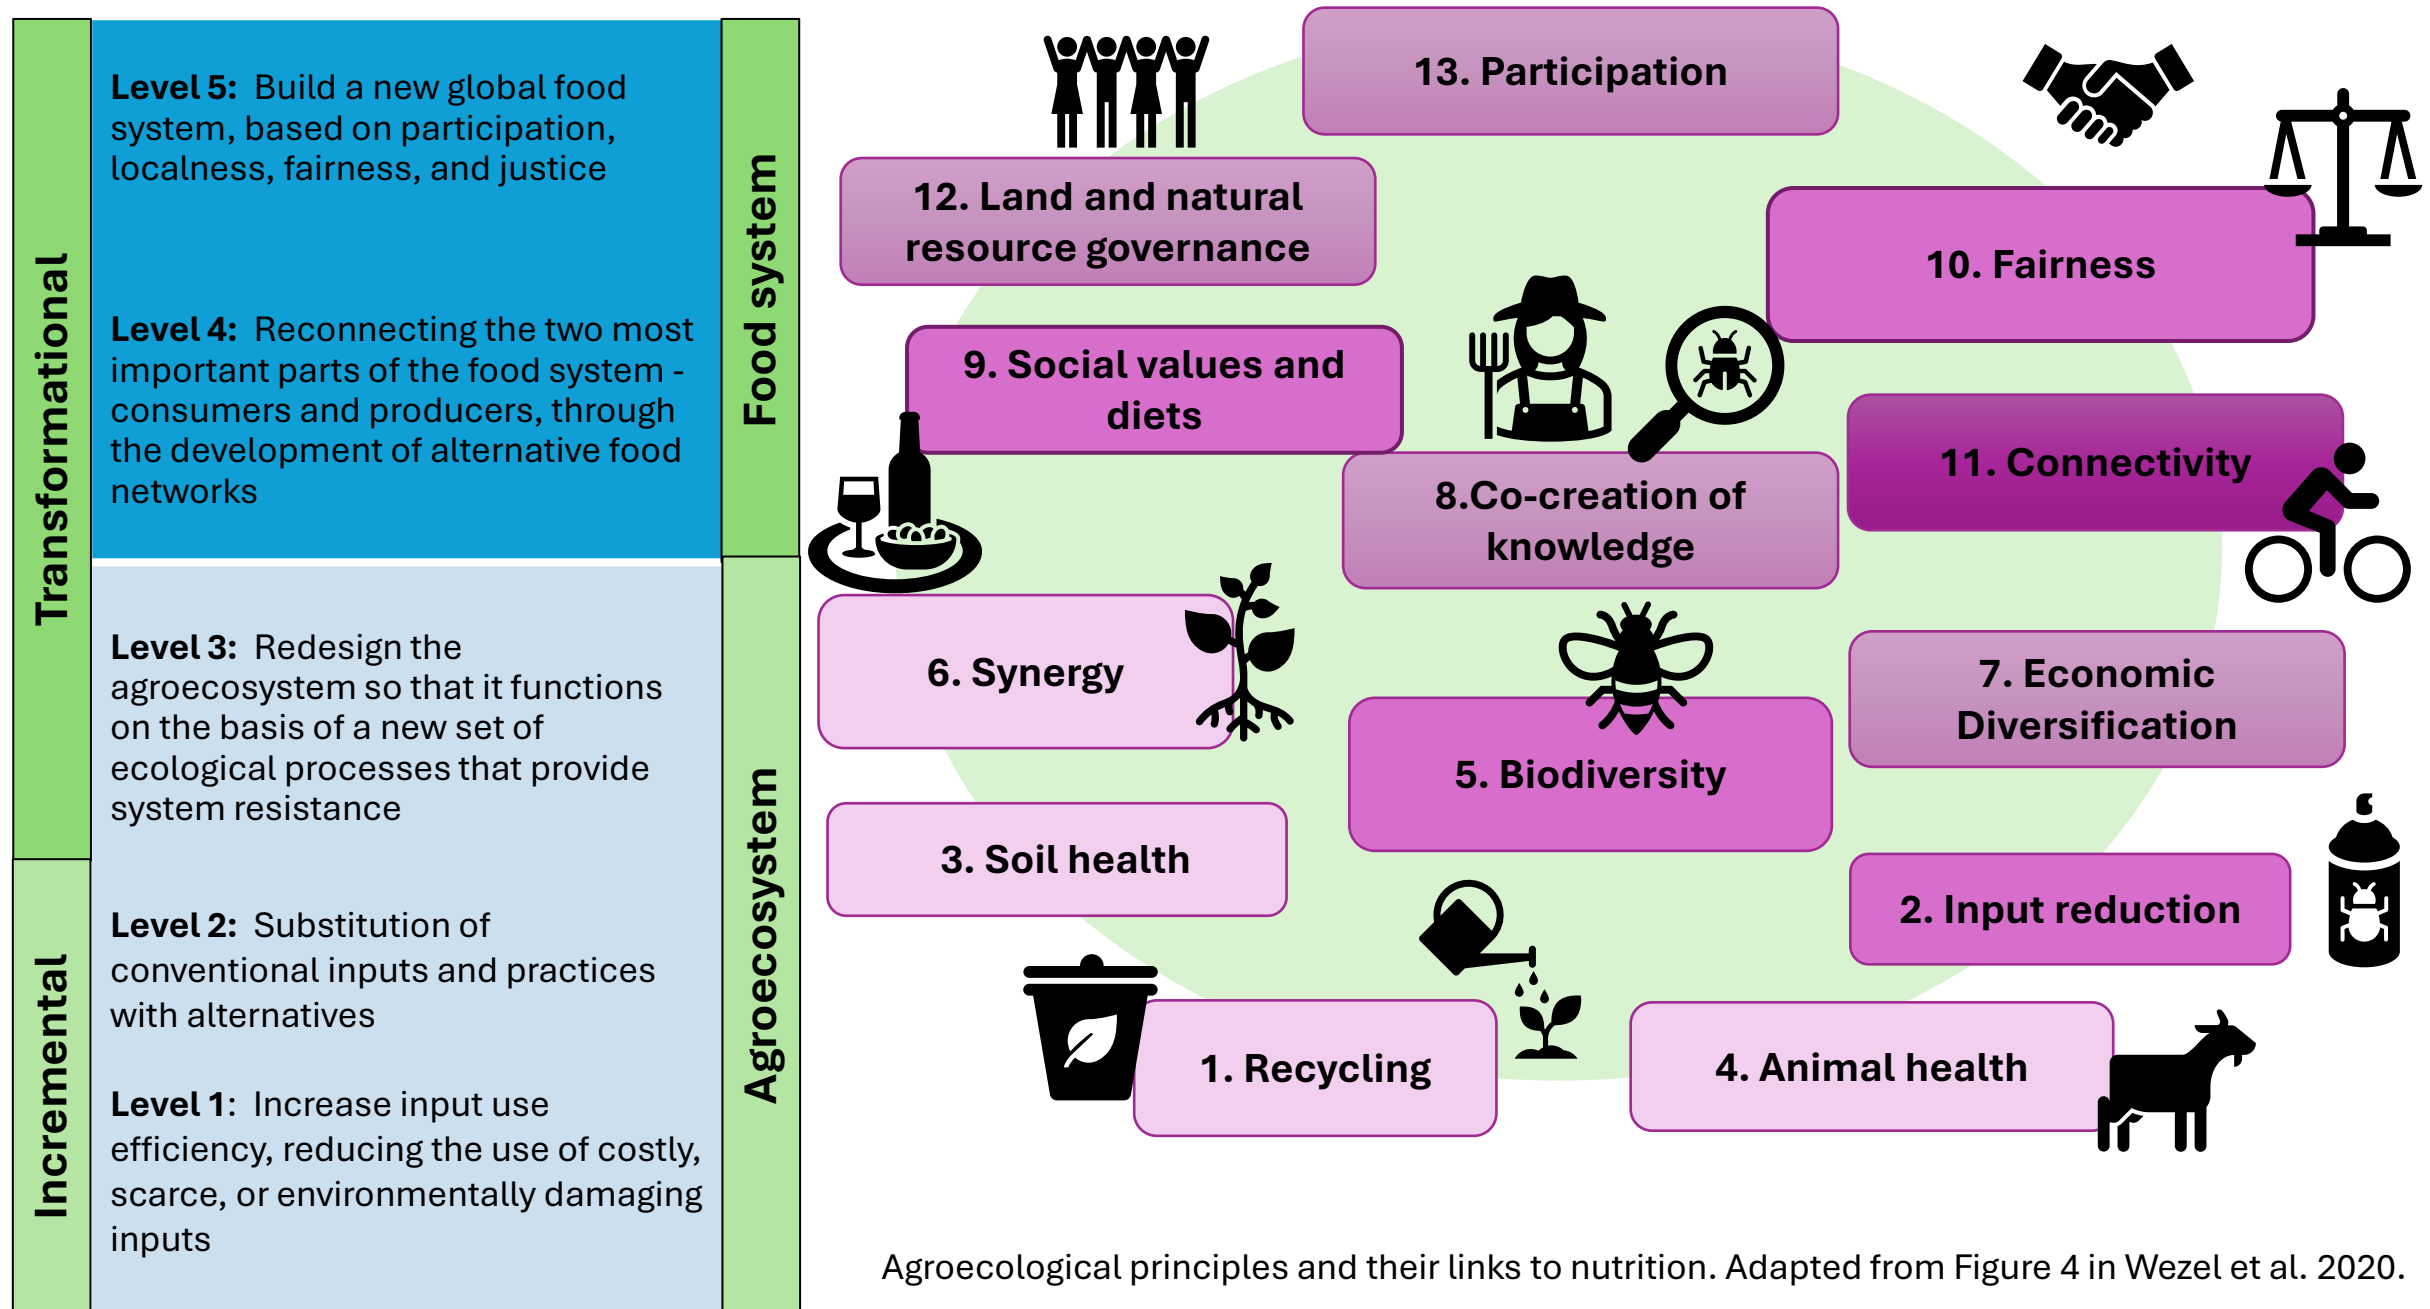 Transformational
Incremental
Level 5:  Build a new global food
system, based on participation,
localness, fairness, and justice
Level 4:  Reconnecting the two most
important parts of the food system -
consumers and producers, through
the development of alternative food
networks
Level 3:  Redesign the
agroecosystem so that it functions
on the basis of a new set of
ecological processes that provide
system resistance
Level 2:  Substitution of
conventional inputs and practices
with alternatives
Level 1:  Increase input use
efficiency, reducing the use of costly,
scarce, or environmentally damaging
inputs
Food system
Agroecosystem
13. Participation
12. Land and natural
resource governance
10. Fairness
9. Social values and
diets
11. Connectivity
8.Co-creation of
knowledge
6. Synergy
7. Economic
Diversification
5. Biodiversity
3. Soil health
2. Input reduction
1. Recycling
4. Animal health
Agroecological principles and their links to nutrition. Adapted from Figure 4 in Wezel et al. 2020.